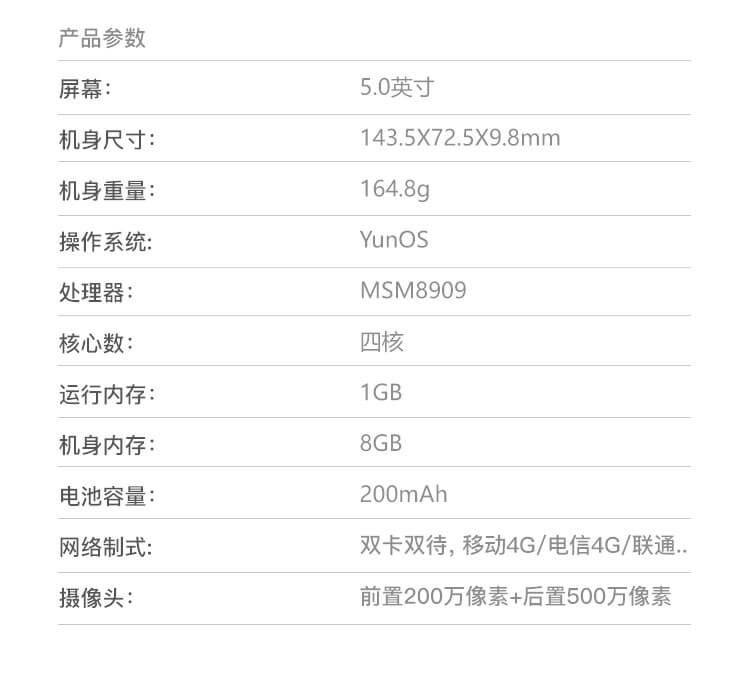 产品参数
屏幕： 5.0英寸
机身尺寸： 143.5X72.5X9.8mm
机身重量： 164.8g
操作系统: YunOS
处理器： MSM8909
核心数： 四核
运行内存： 1GB
机身内存： 8GB
电池容量： 200mAh
网络制式: 双卡双待, 移动4G/电信4G/联通..
摄像头： 前置200万像素+后置500万像素